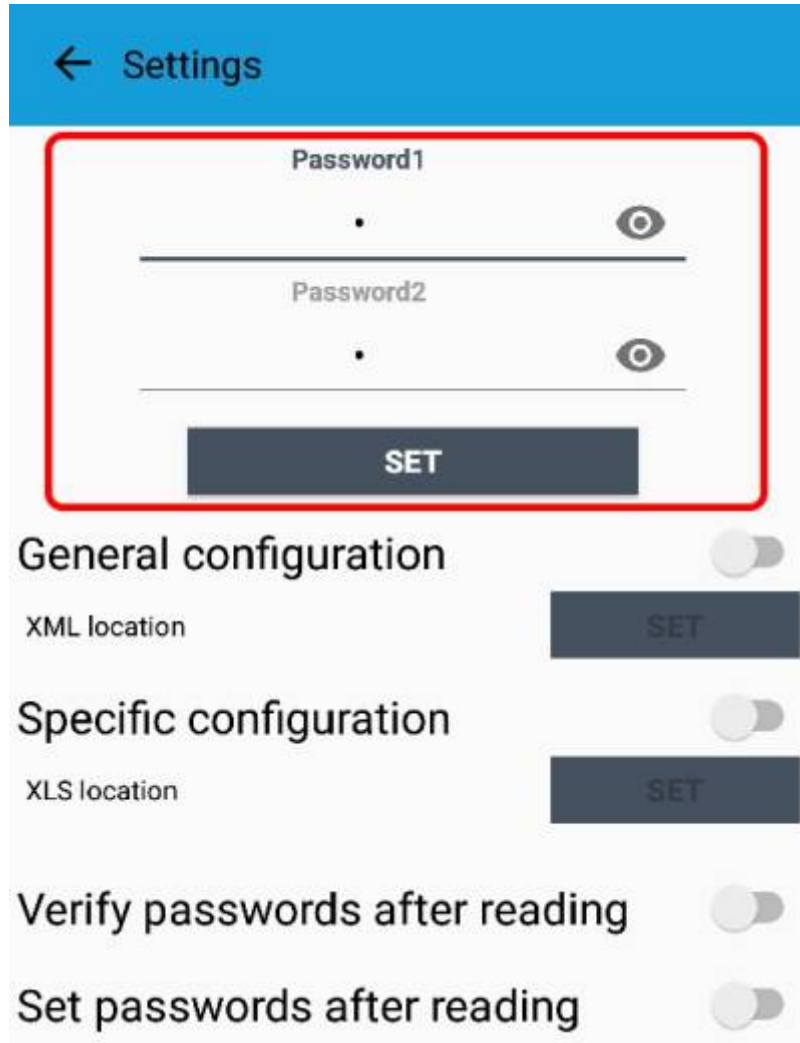 Settings
Password1
•
Password2
•
SET
General configuration
XML location
SET
Specific configuration
XLS location
SET
Verify passwords after reading
Set passwords after reading